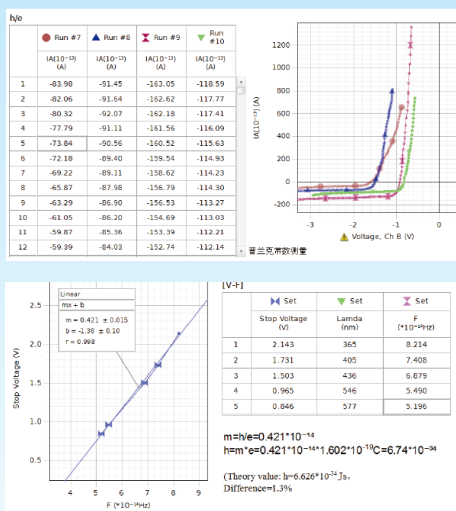 h/e
Run #7 Run #8 Run #9 Run #10
IA(10⁻¹³) (A) IA(10⁻¹³) (A) IA(10⁻¹³) (A) IA(10⁻¹³) (A)
1 -83.98 -91.45 -163.05 -118.59
2 -82.06 -91.64 -162.62 -117.77
3 -80.32 -92.07 -162.18 -117.41
4 -77.79 -91.11 -161.56 -116.09
5 -73.84 -90.56 -160.52 -115.63
6 -72.18 -89.40 -159.54 -114.93
7 -69.22 -89.11 -158.62 -114.23
8 -65.87 -87.98 -156.79 -114.30
9 -63.29 -86.90 -156.53 -113.27
10 -61.05 -86.20 -154.69 -113.03
11 -59.87 -85.36 -153.39 -112.21
12 -59.39 -84.03 -152.74 -112.14
IA(10⁻¹³) (A)
1200
1000
800
600
400
200
0
-200
-3 -2 -1 0
Voltage, Ch B (V)
普兰克常数测量
Linear
mx + b
m = 0.421 ± 0.015
b = -1.36 ± 0.10
r = 0.998
Stop Voltage (V)
2.5
2.0
1.5
1.0
0.5
4 5 6 7 8 9
F (*10⁻¹⁴Hz)
[V-F]
Set Set Set
Stop Voltage (V) Lamda (nm) F (*10⁻¹⁴Hz)
1 2.143 365 8.214
2 1.731 405 7.408
3 1.503 436 6.879
4 0.965 546 5.490
5 0.846 577 5.196
m=h/e=0.421*10⁻¹⁴
h=m*e=0.421*10⁻¹⁴*1.602*10⁻¹⁹C=6.74*10⁻³⁴
(Theory value: h=6.626*10⁻³⁴Js,
Difference=1.3%